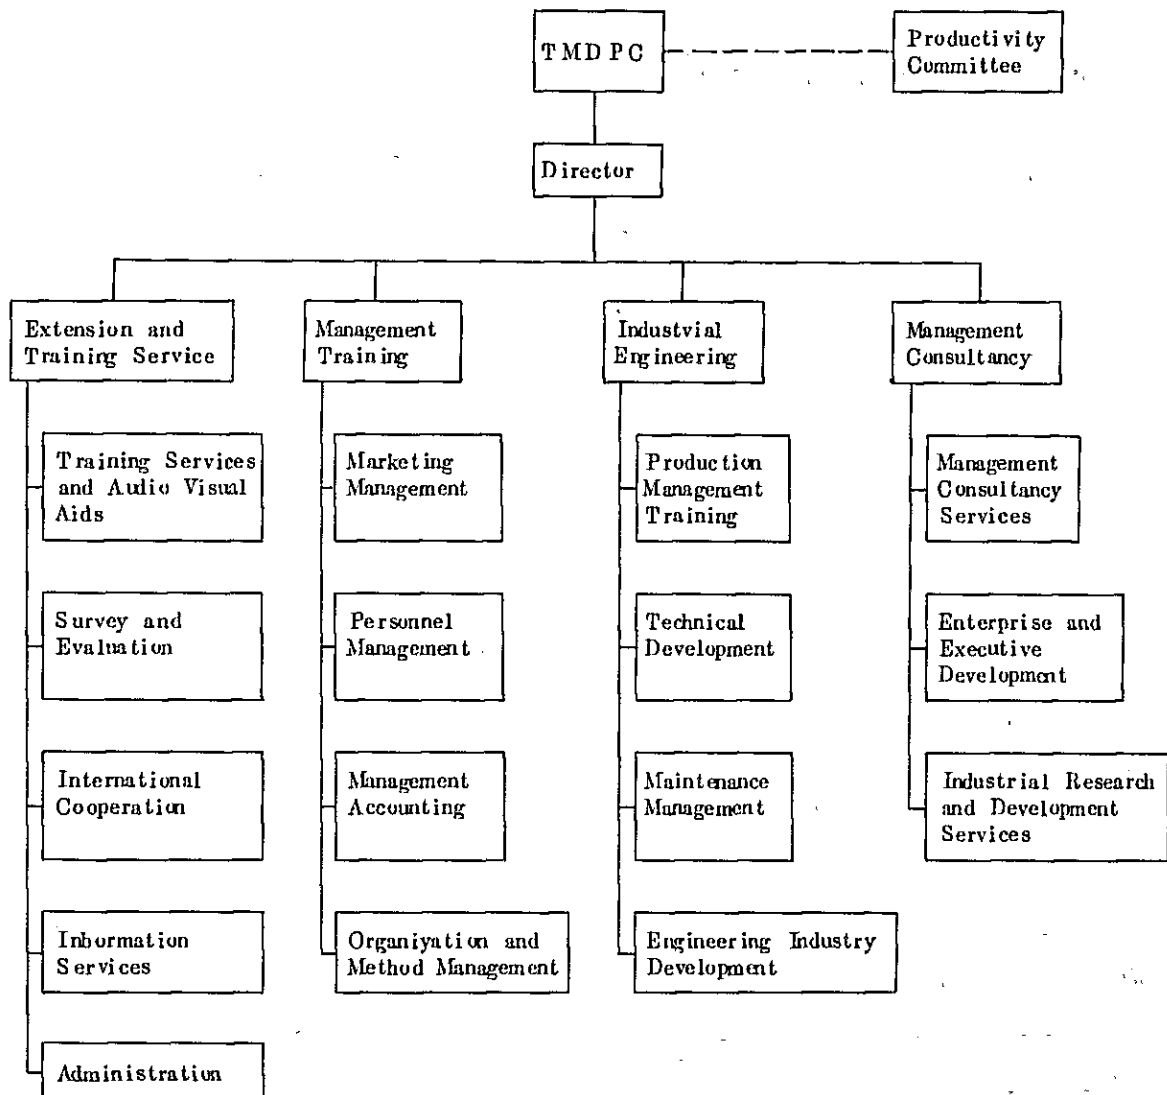 TMDPC
Productivity
Committee
Director
Extension and
Training Service
Management
Training
Industvial
Engineering
Management
Consultancy
Training Services
and Audio Visual
Aids
Marketing
Management
Production
Management
Training
Management
Consultancy
Services
Survey and
Evaluation
Personnel
Management
Technical
Development
Enterprise and
Executive
Development
International
Cooperation
Management
Accounting
Maintenance
Management
Industrial Research
and Development
Services
Inbormation
Services
Organiyation and
Method Management
Engineering Industry
Development
Administration